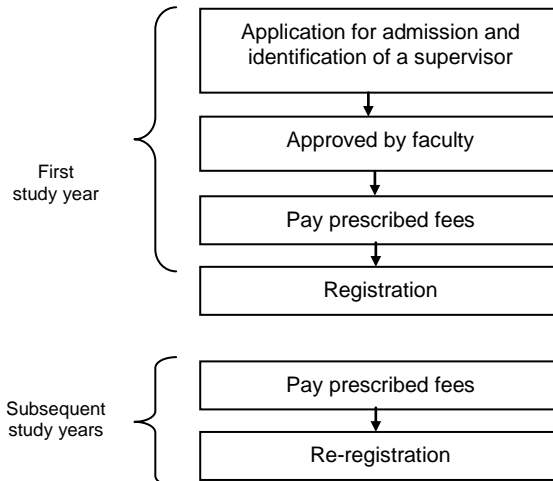 Application for admission and
identification of a supervisor
Approved by faculty
First
study year
Pay prescribed fees
Registration
Pay prescribed fees
Subsequent
study years
Re-registration